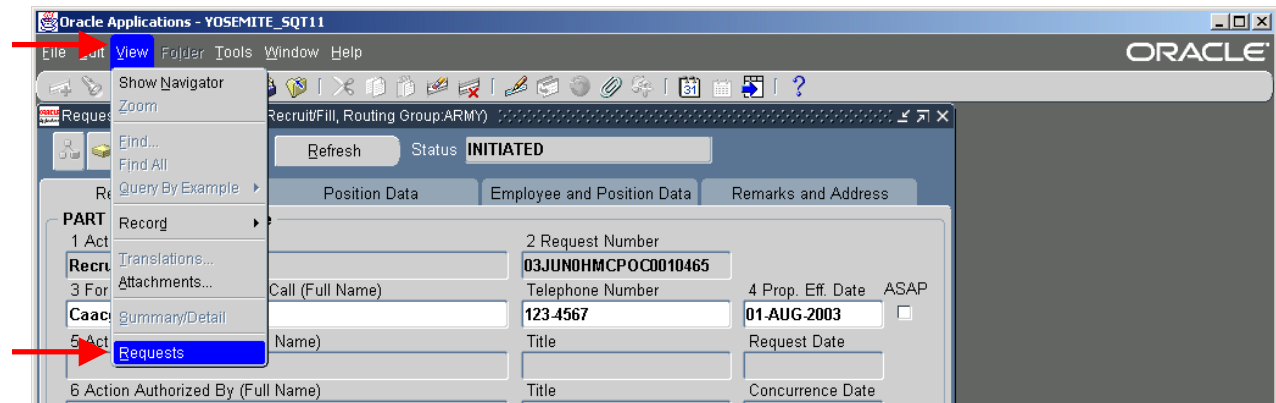 Oracle Applications - YOSEMITE_SQT11
File Edit View Folder Tools Window Help
ORACLE
Show Navigator
Zoom
Find...
Find All
Query By Example
Record
Translations...
Attachments...
Summary/Detail
Requests
Recruit/Fill, Routing Group:ARMY)
Refresh Status INITIATED
Position Data Employee and Position Data Remarks and Address
PART
1 Act 2 Request Number
Recru 03JUN0HMCPOC0010465
3 For Call (Full Name) Telephone Number 4 Prop. Eff. Date ASAP
Caac 123-4567 01-AUG-2003
5 Act Name) Title Request Date
6 Action Authorized By (Full Name) Title Concurrence Date
31
?